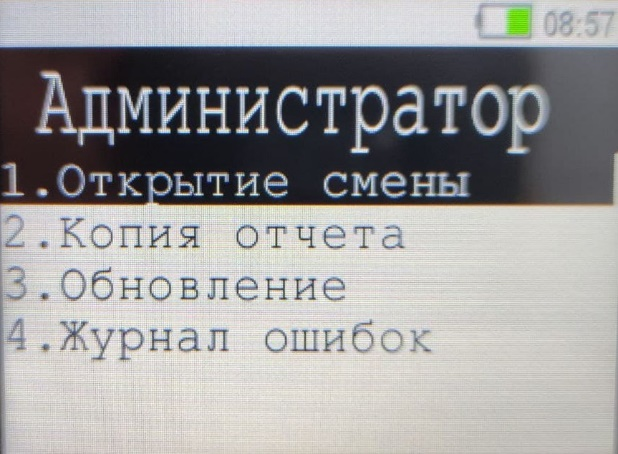 08:57
Администратор
1.Открытие смены
2.Копия отчета
3.Обновление
4.Журнал ошибок